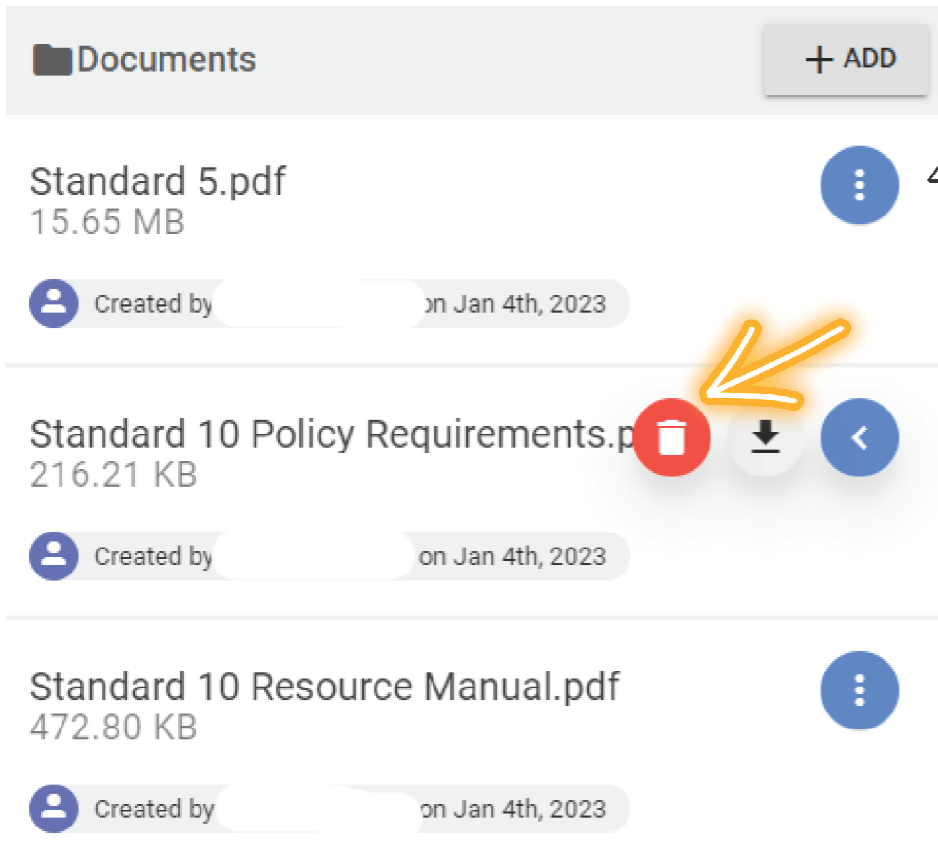 Documents
+ ADD
Standard 5.pdf
15.65 MB
Created by on Jan 4th, 2023
Standard 10 Policy Requirements.p
216.21 KB
Created by on Jan 4th, 2023
Standard 10 Resource Manual.pdf
472.80 KB
Created by on Jan 4th, 2023